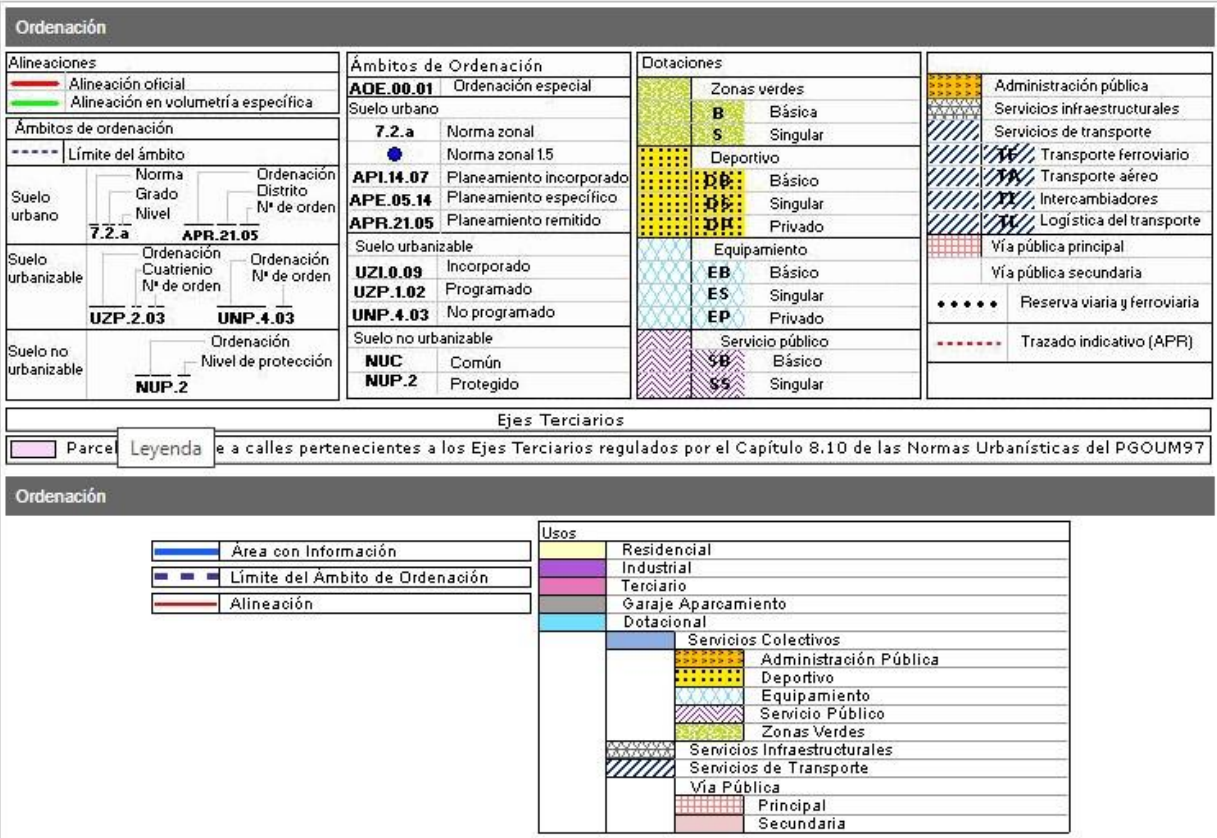 Ordenación
Alineaciones
Alineación oficial
Alineación en volumetría específica
Ámbitos de ordenación
Límite del ámbito
Suelo
urbano
Norma
Grado
Nivel
7.2.a
Ordenación
Distrito
Nº de orden
APR.21.05
Suelo
urbanizable
Ordenación
Cuatrienio
Nº de orden
UZP.2.03
Ordenación
Nº de orden
UNP.4.03
Suelo no
urbanizable
Ordenación
Nivel de protección
NUP.2
Ámbitos de Ordenación
AOE.00.01 Ordenación especial
Suelo urbano
7.2.a Norma zonal
Norma zonal 1.5
API.14.07 Planeamiento incorporado
APE.05.14 Planeamiento específico
APR.21.05 Planeamiento remitido
Suelo urbanizable
UZI.0.09 Incorporado
UZP.1.02 Programado
UNP.4.03 No programado
Suelo no urbanizable
NUC Común
NUP.2 Protegido
Dotaciones
Zonas verdes
B Básica
S Singular
Deportivo
DB Básico
DS Singular
DP Privado
Equipamiento
EB Básico
ES Singular
EP Privado
Servicio público
SB Básico
SS Singular
Administración pública
Servicios infraestructurales
Servicios de transporte
TF Transporte ferroviario
TA Transporte aéreo
TI Intercambiadores
TL Logística del transporte
Vía pública principal
Vía pública secundaria
Reserva viaria y ferroviaria
Trazado indicativo (APR)
Ejes Terciarios
Parcel Leyenda e a calles pertenecientes a los Ejes Terciarios regulados por el Capítulo 8.10 de las Normas Urbanísticas del PGOUM97
Ordenación
Área con Información
Límite del Ámbito de Ordenación
Alineación
Usos
Residencial
Industrial
Terciario
Garaje Aparcamiento
Dotacional
Servicios Colectivos
Administración Pública
Deportivo
Equipamiento
Servicio Público
Zonas Verdes
Servicios Infraestructurales
Servicios de Transporte
Vía Pública
Principal
Secundaria